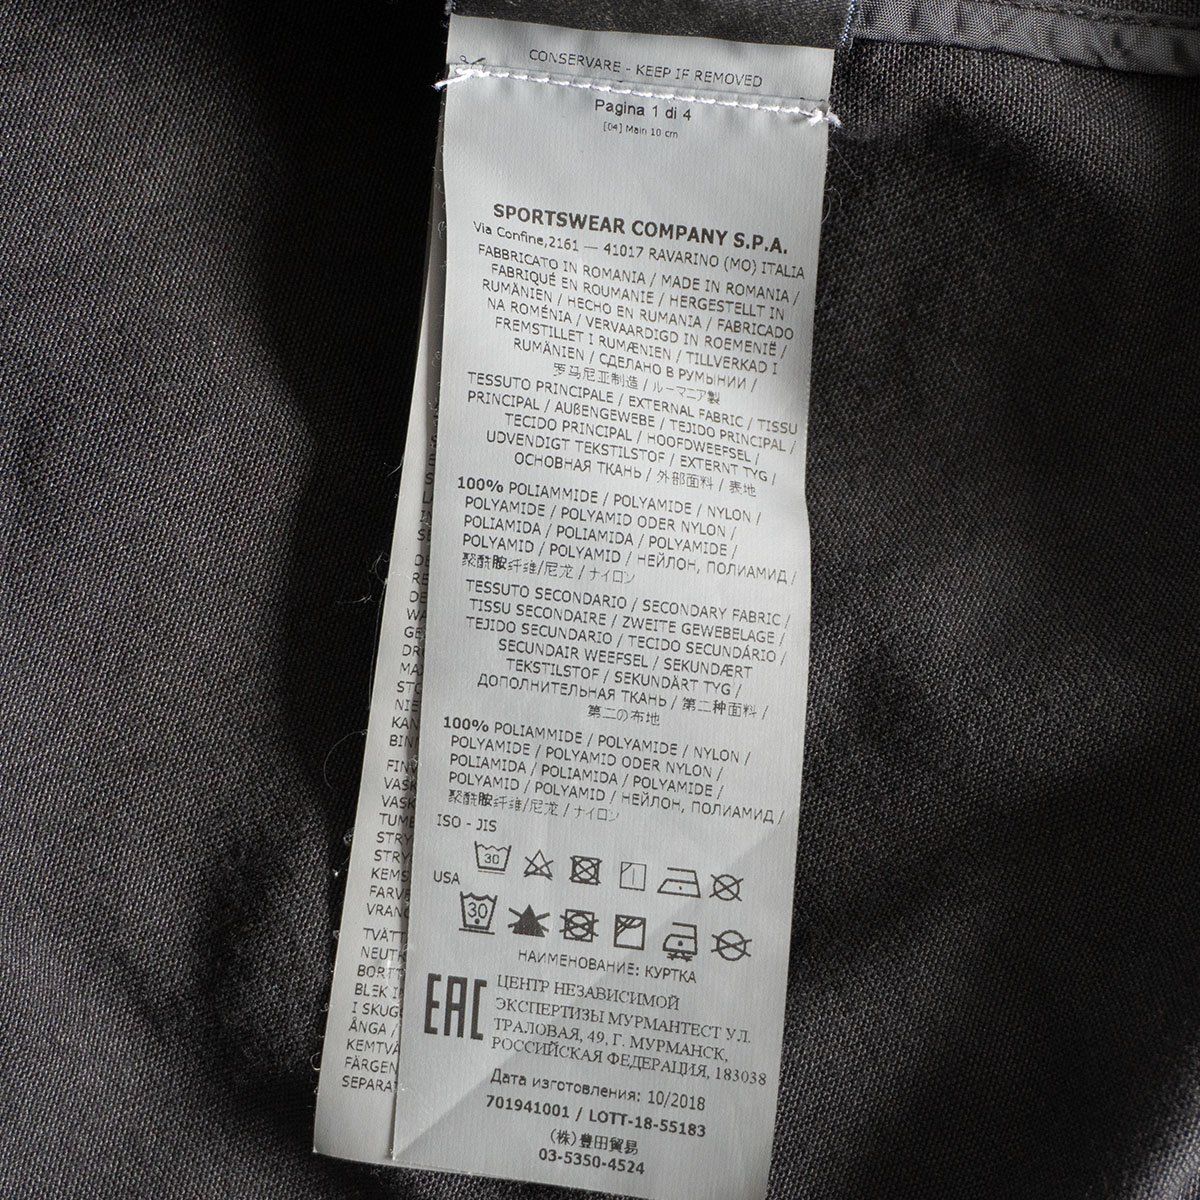 CONSERVARE - KEEP IF REMOVED
Pagina 1 di 4
[04] Main 10 cm
SPORTSWEAR COMPANY S.P.A.
Via Confine,2161 — 41017 RAVARINO (MO) ITALIA
FABBRICATO IN ROMANIA / MADE IN ROMANIA /
FABRIQUÉ EN ROUMANIE / HERGESTELLT IN
RUMÄNIEN / HECHO EN RUMANIA / FABRICADO
NA ROMÉNIA / VERVAARDIGD IN ROEMENIË /
FREMSTILLET I RUMÆNIEN / TILLVERKAD I
RUMÄNIEN / СДЕЛАНО В РУМЫНИИ /
罗马尼亚制造 / ルーマニア製
TESSUTO PRINCIPALE / EXTERNAL FABRIC / TISSU
PRINCIPAL / AUßENGEWEBE / TEJIDO PRINCIPAL /
TECIDO PRINCIPAL / HOOFDWEEFSEL /
UDVENDIGT TEKSTILSTOF / EXTERNT TYG /
ОСНОВНАЯ ТКАНЬ / 外部面料 / 表地
100% POLIAMMIDE / POLYAMIDE / NYLON /
POLYAMIDE / POLYAMID ODER NYLON /
POLIAMIDA / POLIAMIDA / POLYAMIDE /
POLYAMID / POLYAMID / НЕЙЛОН, ПОЛИАМИД /
聚酰胺纤维/尼龙 / ナイロン
TESSUTO SECONDARIO / SECONDARY FABRIC /
TISSU SECONDAIRE / ZWEITE GEWEBELAGE /
TEJIDO SECUNDARIO / TECIDO SECUNDÁRIO /
SECUNDAIR WEEFSEL / SEKUNDÆRT
TEKSTILSTOF / SEKUNDÄRT TYG /
ДОПОЛНИТЕЛЬНАЯ ТКАНЬ / 第二种面料 /
第二の布地
100% POLIAMMIDE / POLYAMIDE / NYLON /
POLYAMIDE / POLYAMID ODER NYLON /
POLIAMIDA / POLIAMIDA / POLYAMIDE /
POLYAMID / POLYAMID / НЕЙЛОН, ПОЛИАМИД /
聚酰胺纤维/尼龙 / ナイロン
ISO - JIS
30
USA
30
НАИМЕНОВАНИЕ: КУРТКА
EAC
ЦЕНТР НЕЗАВИСИМОЙ
ЭКСПЕРТИЗЫ МУРМАНТЕСТ УЛ.
ТРАЛОВАЯ, 49, Г. МУРМАНСК,
РОССИЙСКАЯ ФЕДЕРАЦИЯ, 183038
Дата изготовления: 10/2018
701941001 / LOTT-18-55183
(株)豊田貿易
03-5350-4524